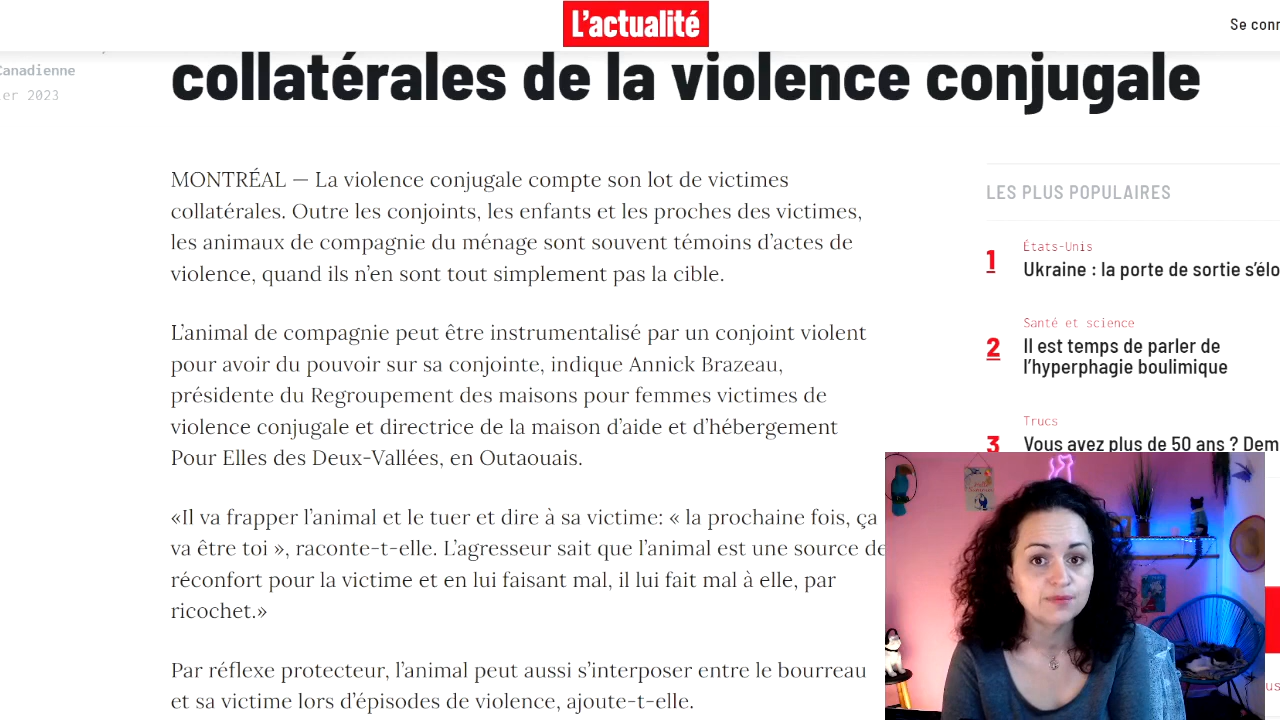 L'actualité
Se conn
Canadienne
ier 2023
collatérales de la violence conjugale
MONTRÉAL — La violence conjugale compte son lot de victimes
collatérales. Outre les conjoints, les enfants et les proches des victimes,
les animaux de compagnie du ménage sont souvent témoins d'actes de
violence, quand ils n'en sont tout simplement pas la cible.
L'animal de compagnie peut être instrumentalisé par un conjoint violent
pour avoir du pouvoir sur sa conjointe, indique Annick Brazeau,
présidente du Regroupement des maisons pour femmes victimes de
violence conjugale et directrice de la maison d'aide et d'hébergement
Pour Elles des Deux-Vallées, en Outaouais.
«Il va frapper l'animal et le tuer et dire à sa victime: « la prochaine fois, ça
va être toi », raconte-t-elle. L'agresseur sait que l'animal est une source de
réconfort pour la victime et en lui faisant mal, il lui fait mal à elle, par
ricochet.»
Par réflexe protecteur, l'animal peut aussi s'interposer entre le bourreau
et sa victime lors d'épisodes de violence, ajoute-t-elle.
LES PLUS POPULAIRES
1
États-Unis
Ukraine : la porte de sortie s'élo
2
Santé et science
Il est temps de parler de
l'hyperphagie boulimique
3
Trucs
Vous avez plus de 50 ans ? Dem